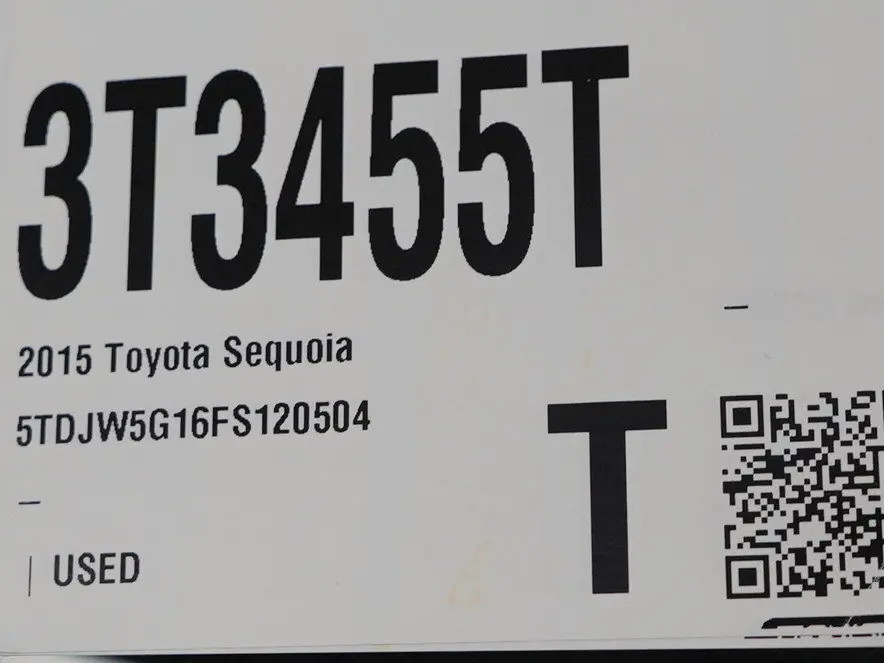 3T3455T
2015 Toyota Sequoia
5TDJW5G16FS120504
–
–
T
| USED